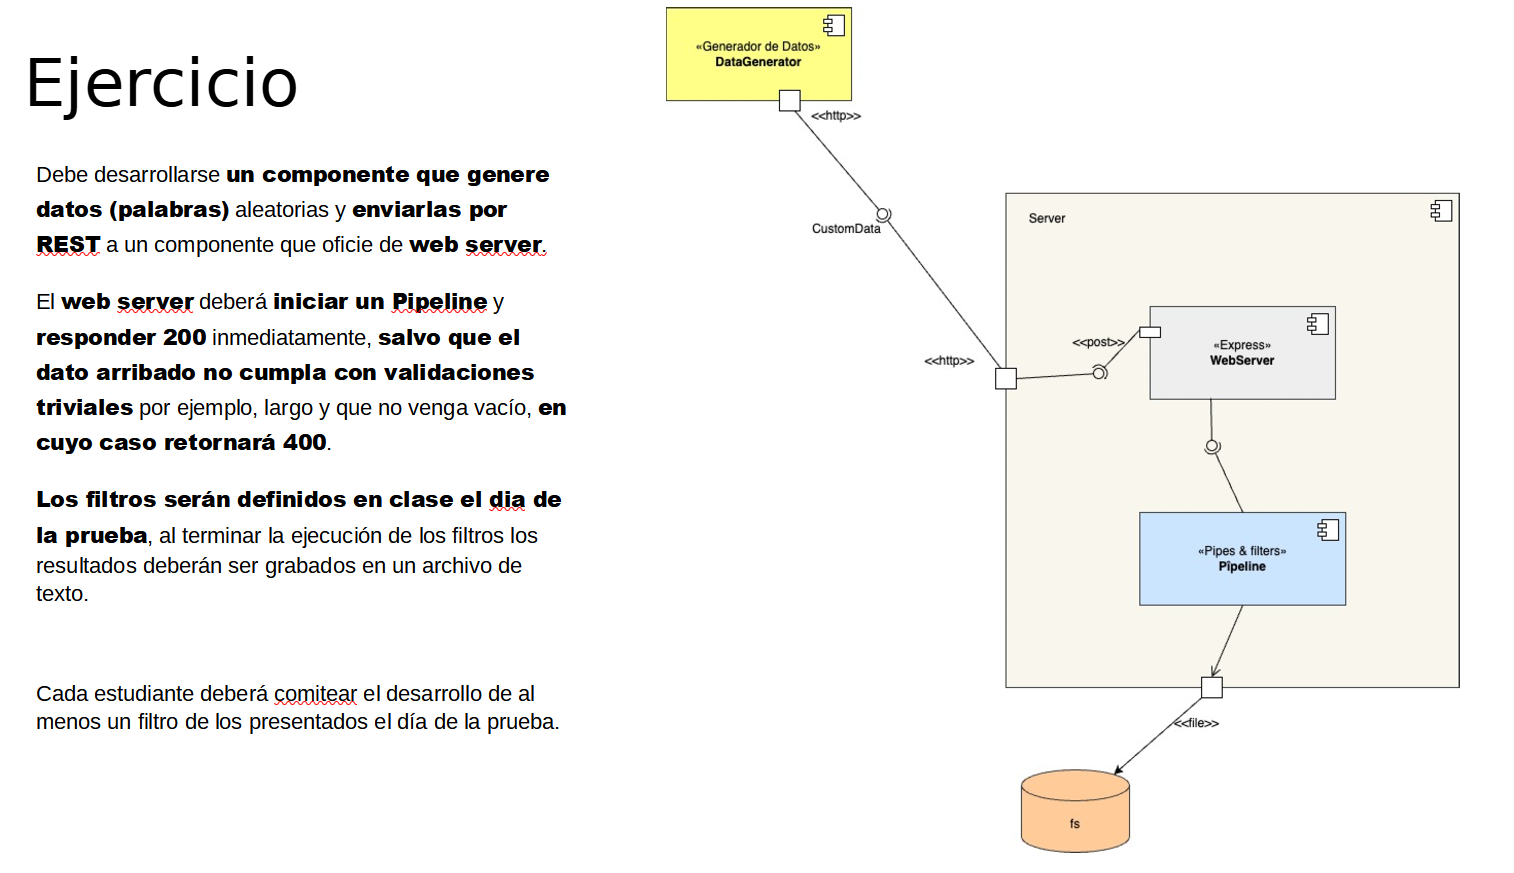 Ejercicio
Debe desarrollarse un componente que genere
datos (palabras) aleatorias y enviarlas por
REST a un componente que oficie de web server.
El web server deberá iniciar un Pipeline y
responder 200 inmediatamente, salvo que el
dato arribado no cumpla con validaciones
triviales por ejemplo, largo y que no venga vacío, en
cuyo caso retornará 400.
Los filtros serán definidos en clase el dia de
la prueba, al terminar la ejecución de los filtros los
resultados deberán ser grabados en un archivo de
texto.
Cada estudiante deberá comitear el desarrollo de al
menos un filtro de los presentados el día de la prueba.
«Generador de Datos»
DataGenerator
<<http>>
CustomData
Server
<<http>>
<<post>>
«Express»
WebServer
«Pipes & filters»
Pîpeline
<<file>>
fs